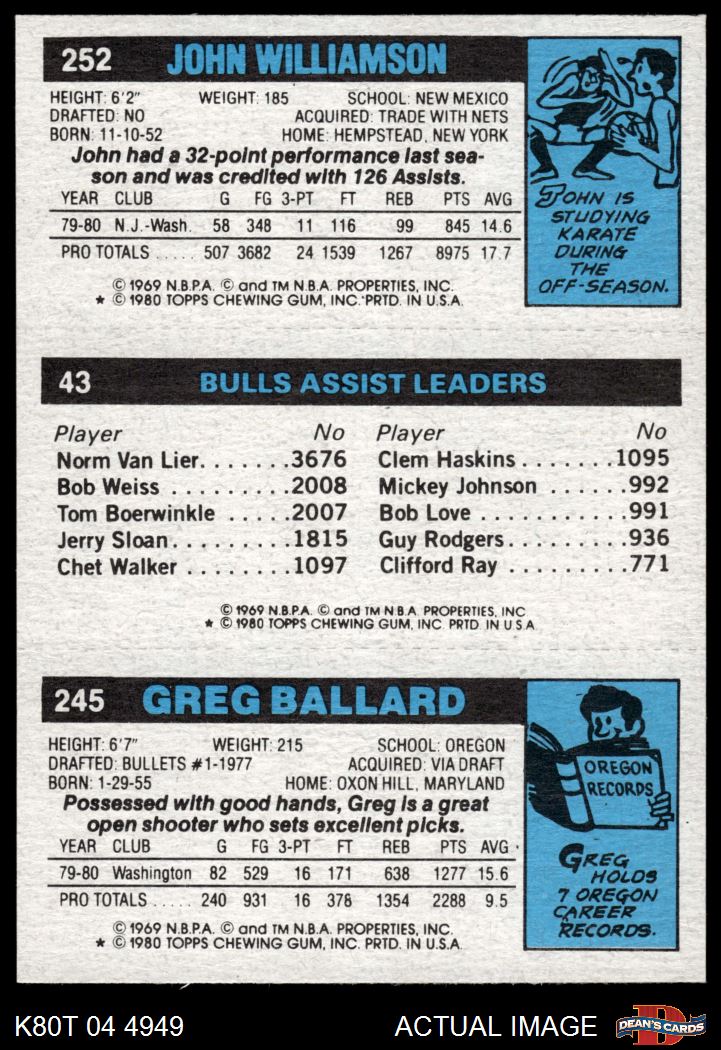 252 JOHN WILLIAMSON
HEIGHT: 6'2" WEIGHT: 185 SCHOOL: NEW MEXICO
DRAFTED: NO ACQUIRED: TRADE WITH NETS
BORN: 11-10-52 HOME: HEMPSTEAD, NEW YORK
John had a 32-point performance last sea-
son and was credited with 126 Assists.
YEAR CLUB G FG 3-PT FT REB PTS AVG
79-80 N.J.-Wash. 58 348 11 116 99 845 14.6
PRO TOTALS ..... 507 3682 24 1539 1267 8975 17.7
© 1969 N.B.P.A. © and TM N.B.A. PROPERTIES, INC.
★ © 1980 TOPPS CHEWING GUM, INC. PRTD. IN U.S.A.
JOHN IS
STUDYING
KARATE
DURING
THE
OFF-SEASON.
43 BULLS ASSIST LEADERS
Player No Player No
Norm Van Lier.......3676 Clem Haskins........1095
Bob Weiss .........2008 Mickey Johnson ......992
Tom Boerwinkle .....2007 Bob Love ...........991
Jerry Sloan.........1815 Guy Rodgers.........936
Chet Walker ........1097 Clifford Ray .........771
© 1969 N.B.P.A. © and TM N.B.A. PROPERTIES, INC
★ © 1980 TOPPS CHEWING GUM, INC. PRTD. IN U.S.A
245 GREG BALLARD
HEIGHT: 6'7" WEIGHT: 215 SCHOOL: OREGON
DRAFTED: BULLETS #1-1977 ACQUIRED: VIA DRAFT
BORN: 1-29-55 HOME: OXON HILL, MARYLAND
Possessed with good hands, Greg is a great
open shooter who sets excellent picks.
YEAR CLUB G FG 3-PT FT REB PTS AVG
79-80 Washington 82 529 16 171 638 1277 15.6
PRO TOTALS ..... 240 931 16 378 1354 2288 9.5
© 1969 N.B.P.A. © and TM N.B.A. PROPERTIES, INC.
★ © 1980 TOPPS CHEWING GUM, INC. PRTD. IN U.S.A.
OREGON
RECORDS
GREG
HOLDS
7 OREGON
CAREER
RECORDS.
K80T 04 4949 ACTUAL IMAGE D DEAN'S CARDS